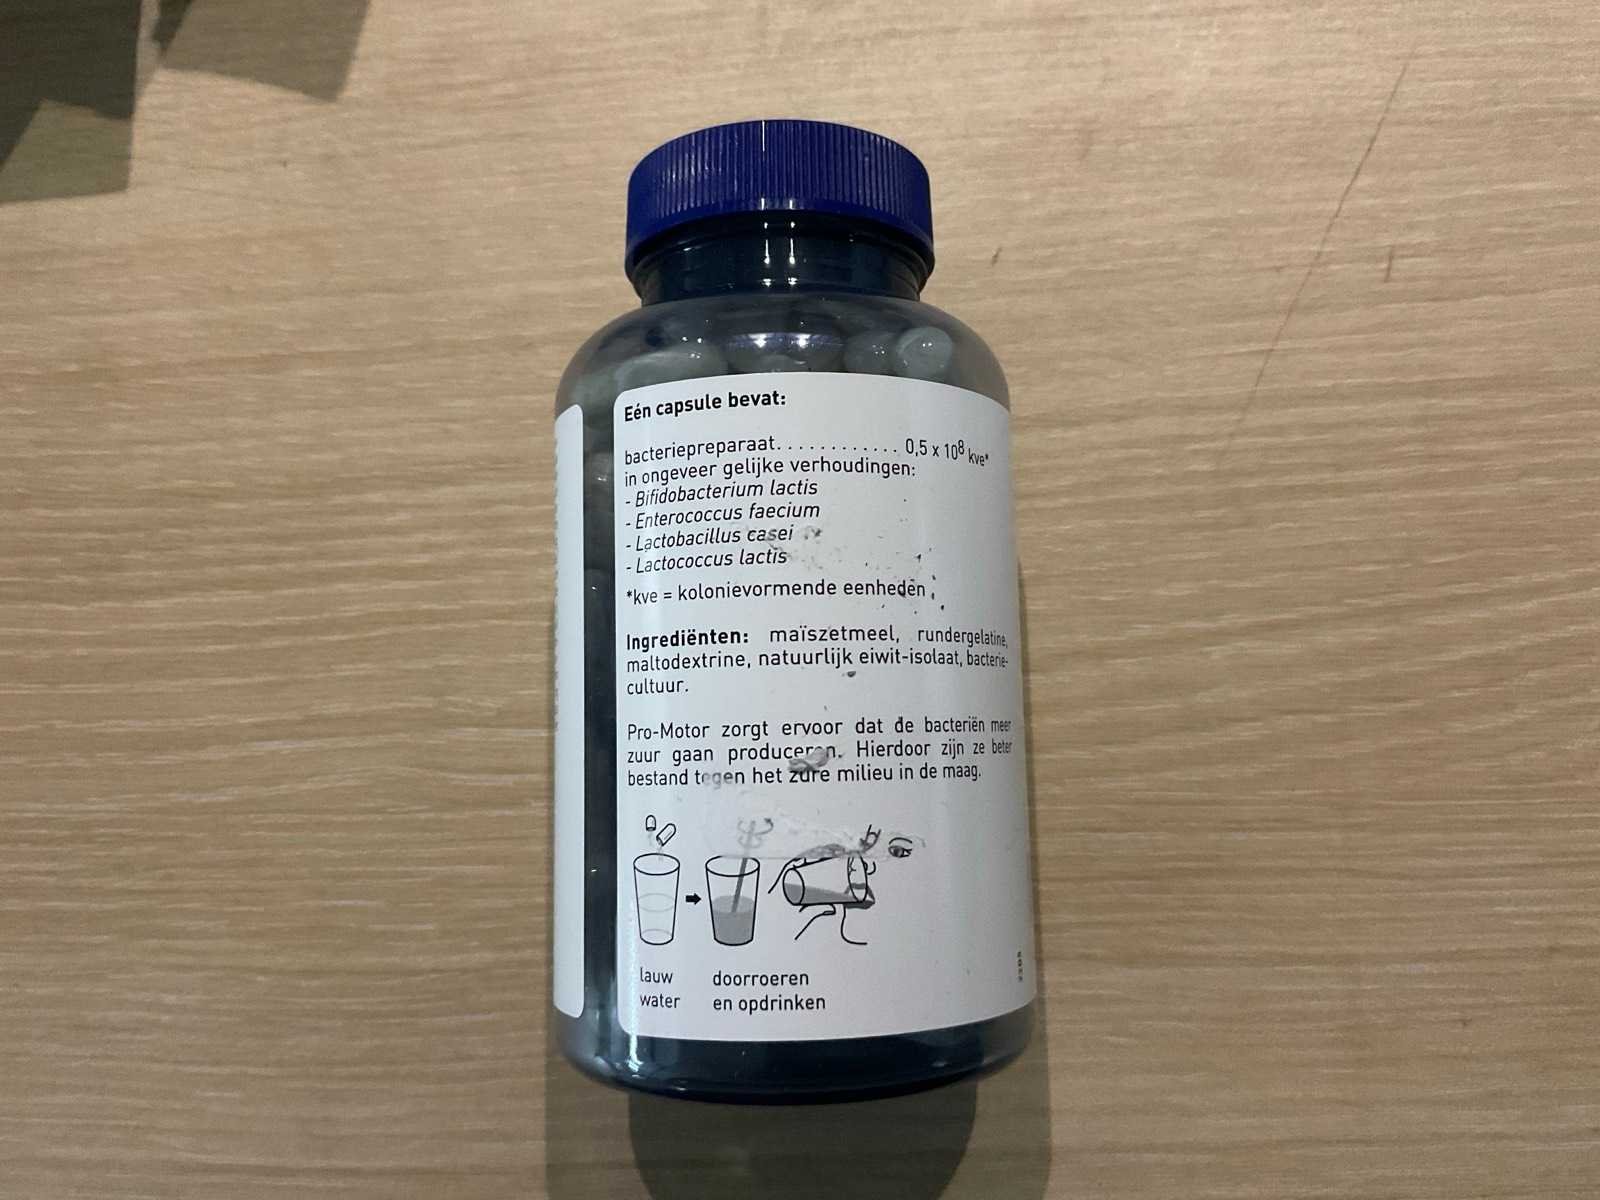 Eén capsule bevat:
bacteriepreparaat............ 0,5 x 10⁸ kve*
in ongeveer gelijke verhoudingen:
- Bifidobacterium lactis
- Enterococcus faecium
- Lactobacillus casei
- Lactococcus lactis
*kve = kolonievormende eenheden
Ingrediënten: maïszetmeel, rundergelatine,
maltodextrine, natuurlijk eiwit-isolaat, bacterie-
cultuur.
Pro-Motor zorgt ervoor dat de bacteriën meer
zuur gaan produceren. Hierdoor zijn ze beter
bestand tegen het zure milieu in de maag.
lauw
water
doorroeren
en opdrinken